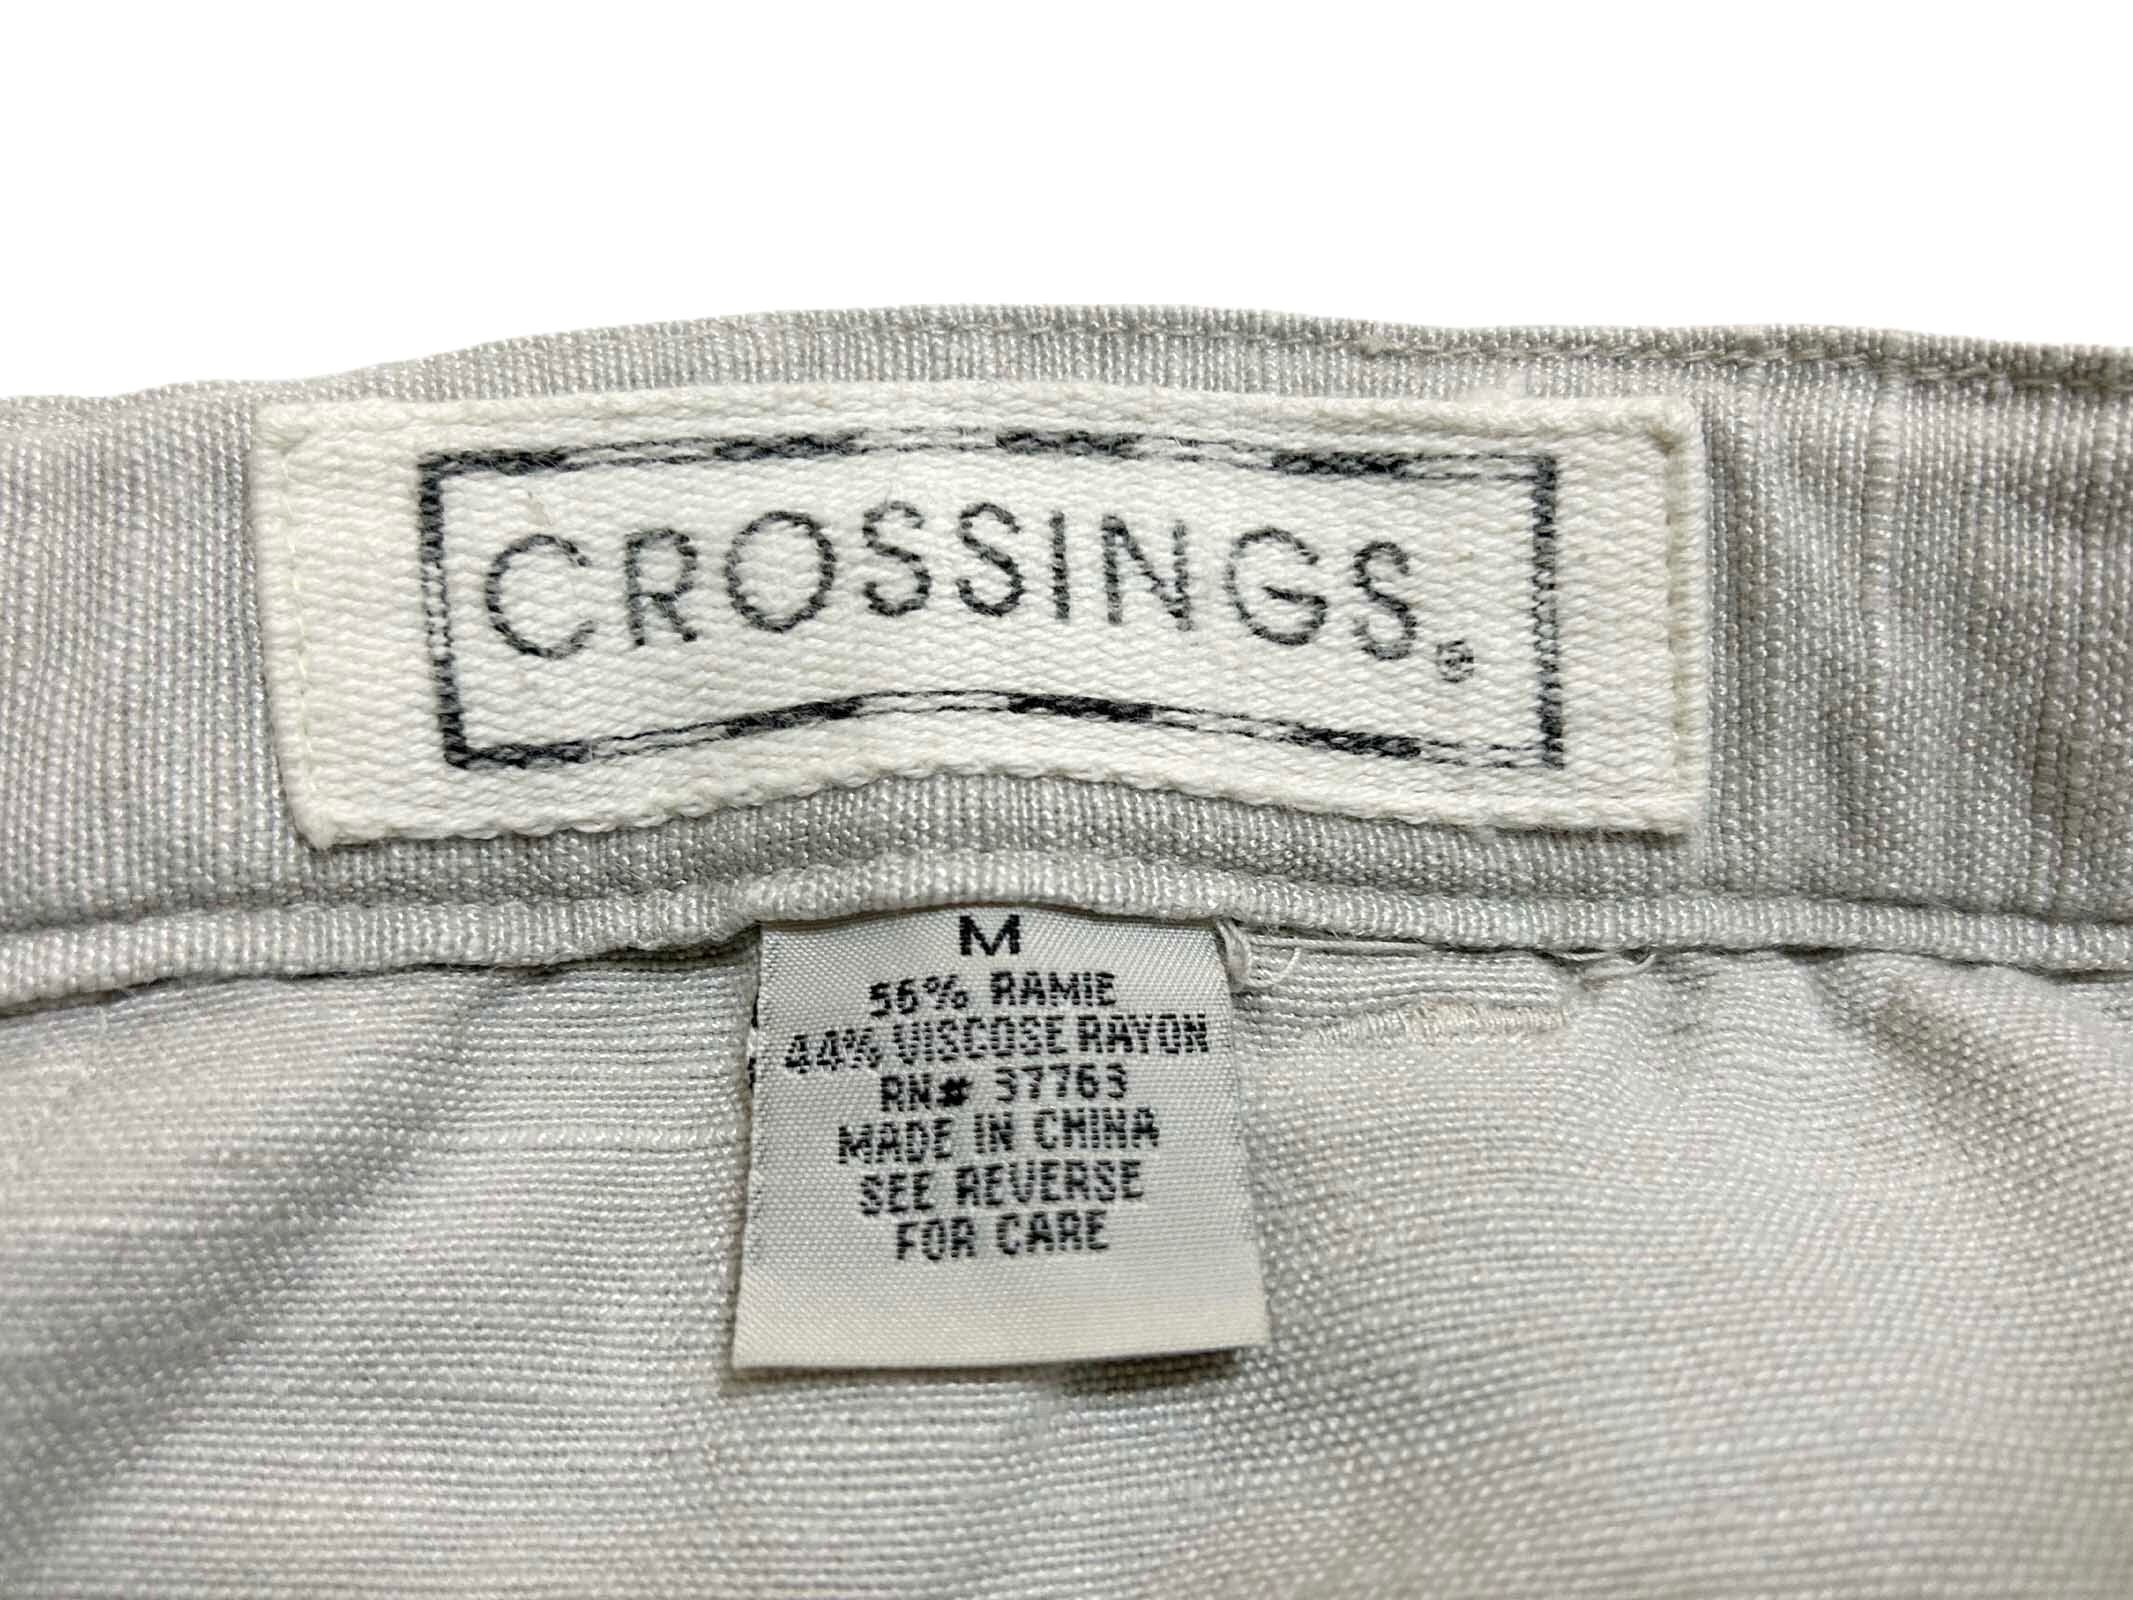 CROSSINGS®
M
56% RAMIE
44% VISCOSE RAYON
RN# 37763
MADE IN CHINA
SEE REVERSE
FOR CARE